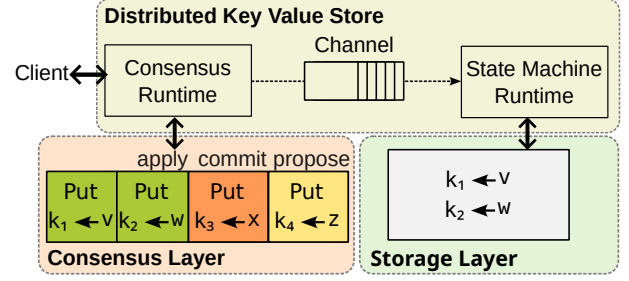 Distributed Key Value Store
Channel
Client
Consensus
Runtime
State Machine
Runtime
apply commit propose
Put Put Put Put
k₁ ← v k₂ ← w k₃ ← x k₄ ← z
Consensus Layer
k₁ ← v
k₂ ← w
Storage Layer